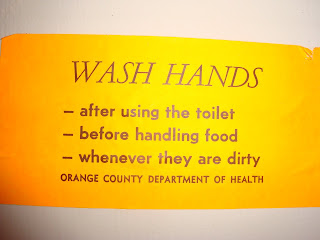 WASH HANDS
– after using the toilet
– before handling food
– whenever they are dirty
ORANGE COUNTY DEPARTMENT OF HEALTH